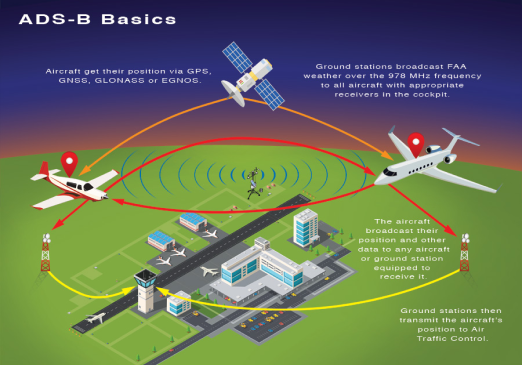 ADS-B Basics
Aircraft get their position via GPS,
GNSS, GLONASS or EGNOS.
Ground stations broadcast FAA
weather over the 978 MHz frequency
to all aircraft with appropriate
receivers in the cockpit.
The aircraft
broadcast their
position and other
data to any aircraft
or ground station
equipped to
receive it.
Ground stations then
transmit the aircraft's
position to Air
Traffic Control.